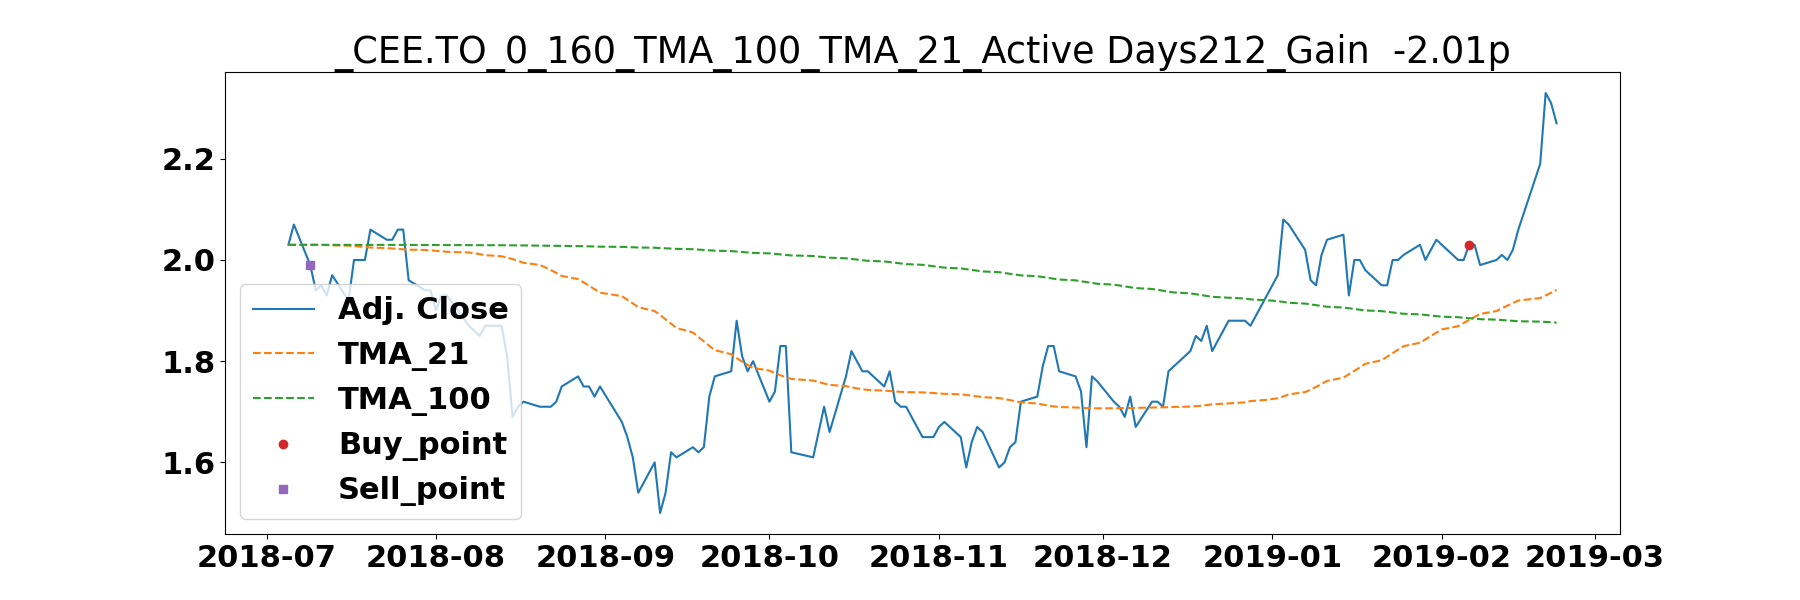 _CEE.TO_0_160_TMA_100_TMA_21_Active Days212_Gain  -2.01p
2.2
2.0
1.8
1.6
Adj. Close
TMA_21
TMA_100
Buy_point
Sell_point
2018-07 2018-08 2018-09 2018-10 2018-11 2018-12 2019-01 2019-02 2019-03